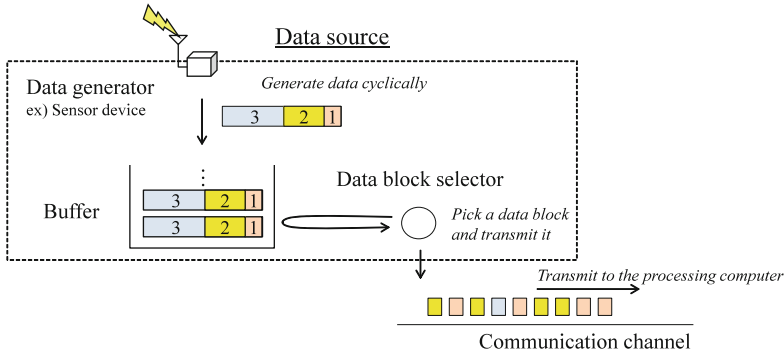 Data source
Data generator
ex) Sensor device
Generate data cyclically
3 2 1
Buffer
⋮
3 2 1
3 2 1
Data block selector
Pick a data block
and transmit it
Transmit to the processing computer
Communication channel